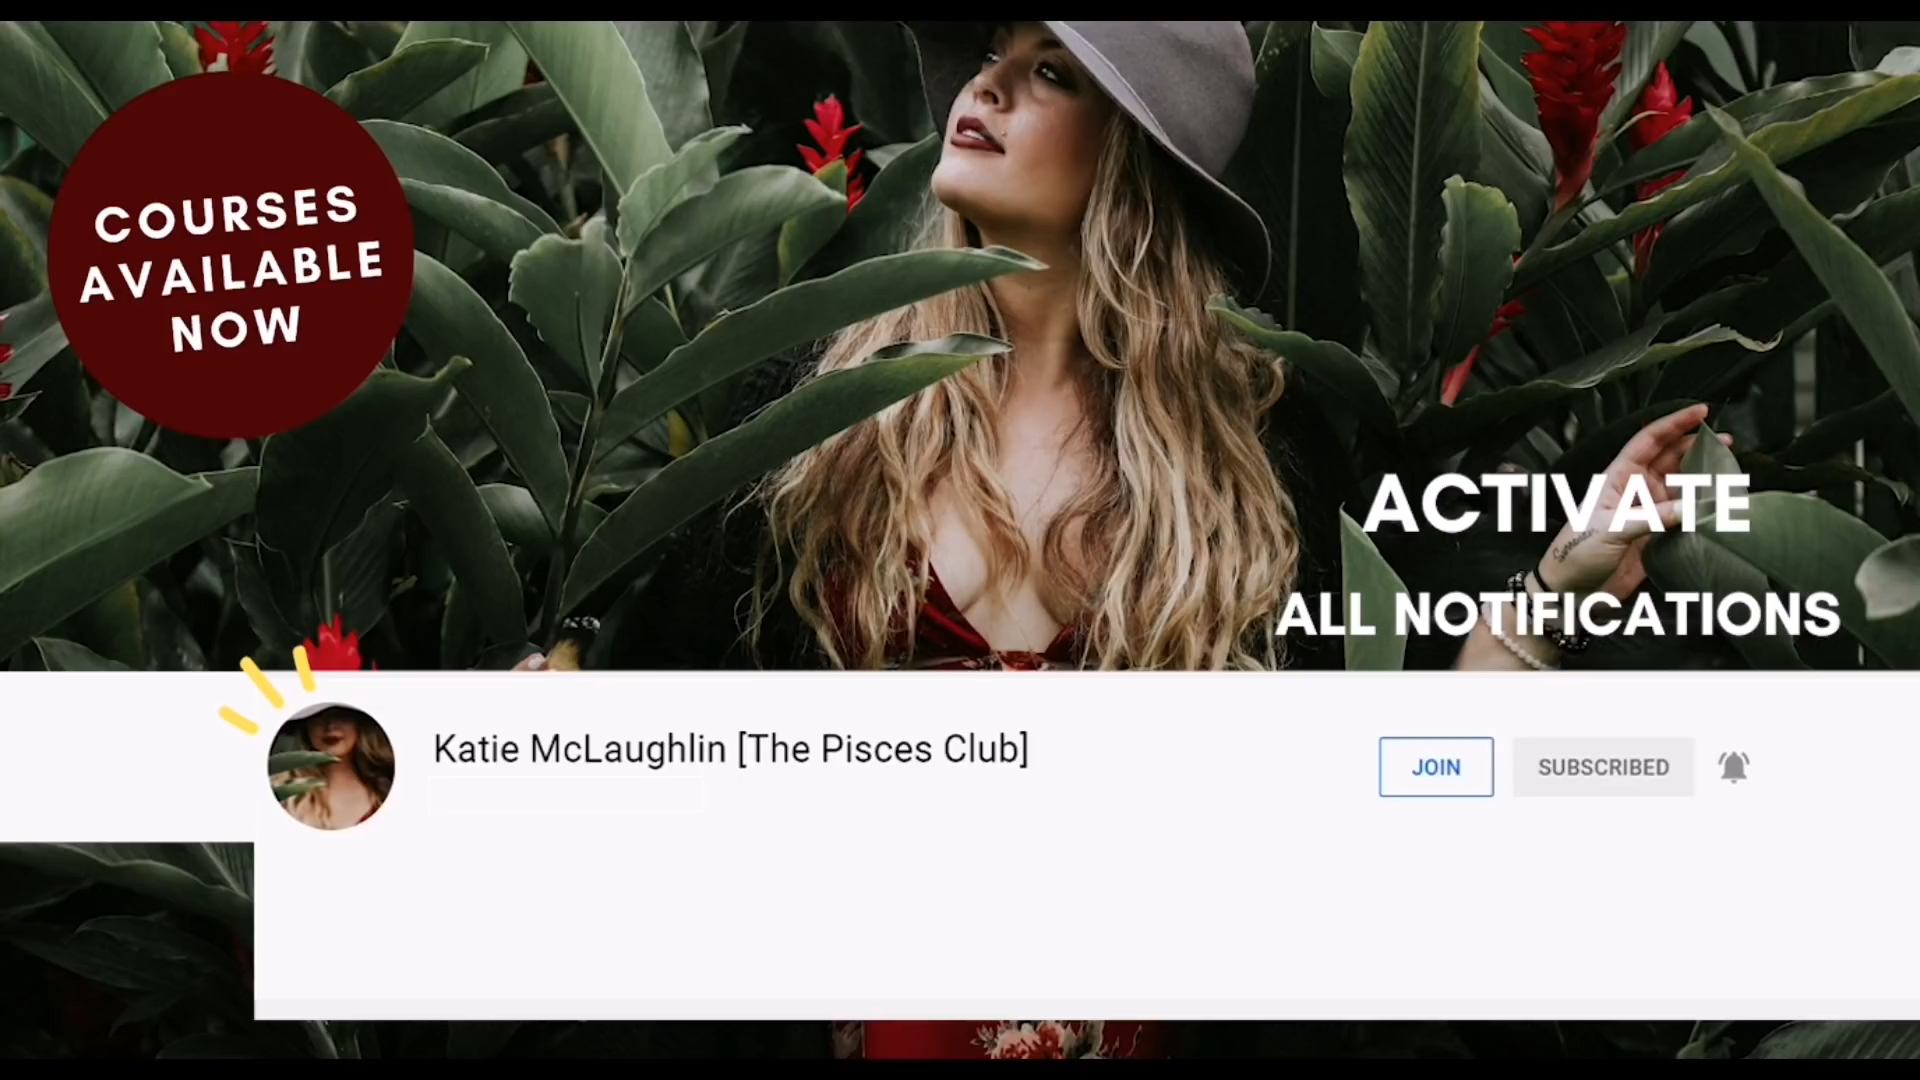 COURSES
AVAILABLE
NOW
ACTIVATE
ALL NOTIFICATIONS
Katie McLaughlin [The Pisces Club]
JOIN
SUBSCRIBED